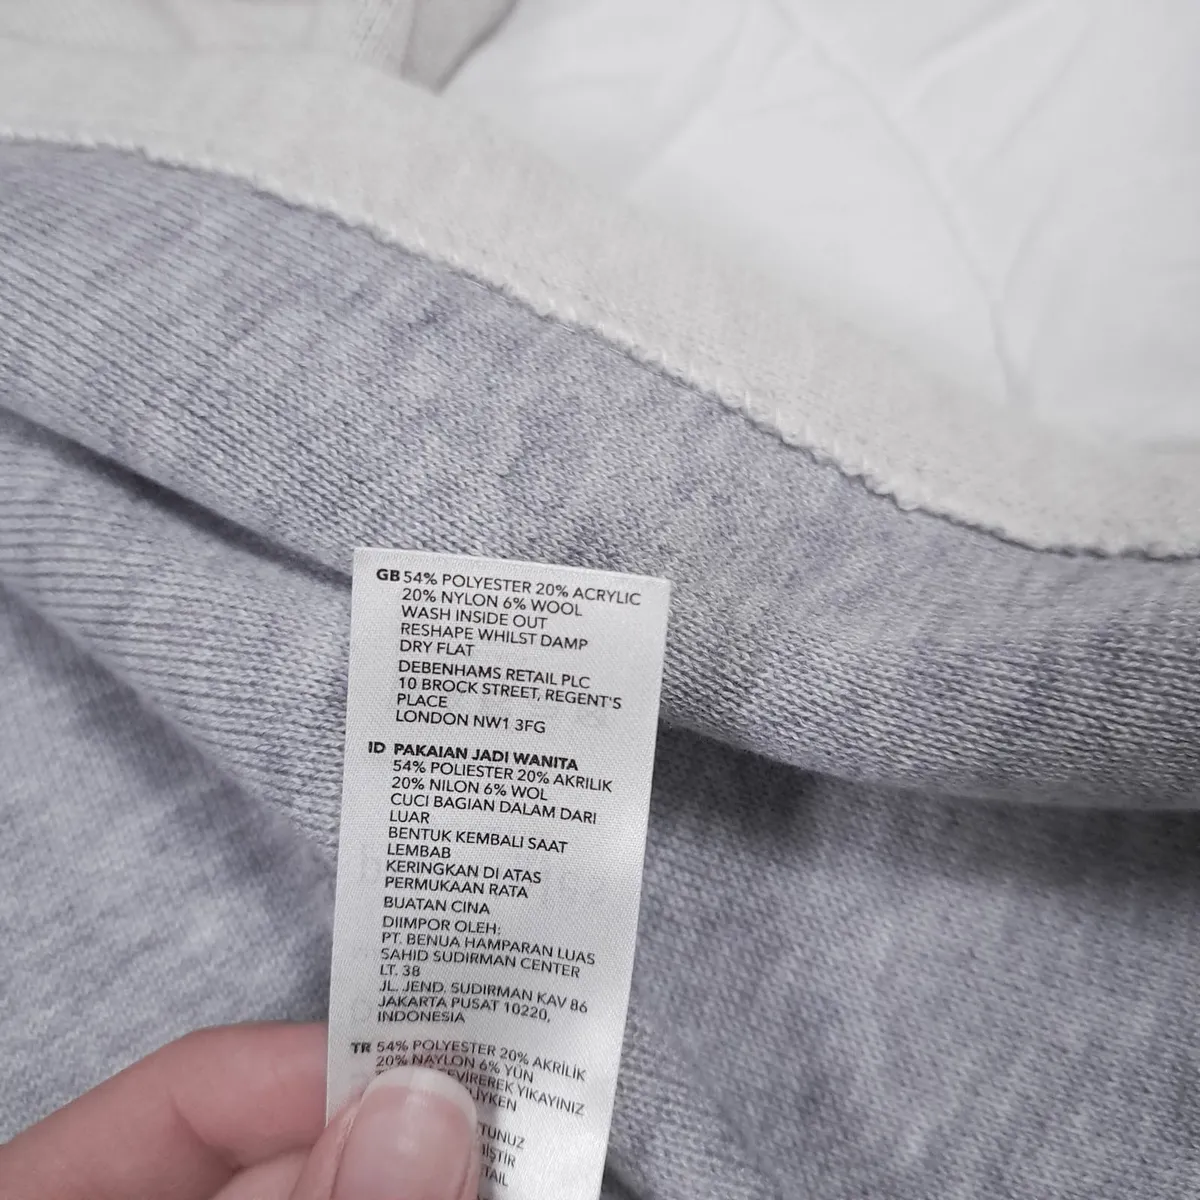 GB 54% POLYESTER 20% ACRYLIC
20% NYLON 6% WOOL
WASH INSIDE OUT
RESHAPE WHILST DAMP
DRY FLAT
DEBENHAMS RETAIL PLC
10 BROCK STREET, REGENT'S
PLACE
LONDON NW1 3FG
ID PAKAIAN JADI WANITA
54% POLIESTER 20% AKRILIK
20% NILON 6% WOL
CUCI BAGIAN DALAM DARI
LUAR
BENTUK KEMBALI SAAT
LEMBAB
KERINGKAN DI ATAS
PERMUKAAN RATA
BUATAN CINA
DIIMPOR OLEH:
PT. BENUA HAMPARAN LUAS
SAHID SUDIRMAN CENTER
LT. 38
JL. JEND. SUDIRMAN KAV 86
JAKARTA PUSAT 10220,
INDONESIA
TR 54% POLYESTER 20% AKRİLİK
20% NAYLON 6% YÜN
YIKAYINIZ